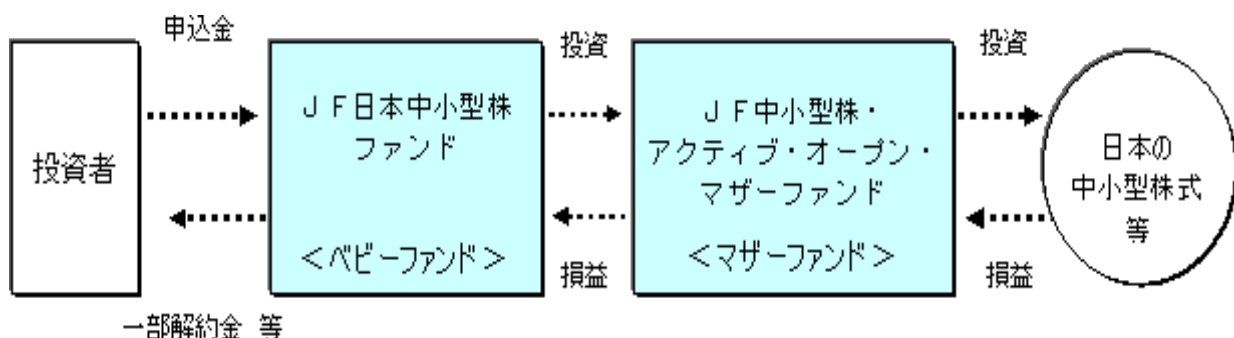 申込金
投資者
一部解約金 等
JF日本中小型株
ファンド
<ベビーファンド>
投資
損益
JF中小型株・
アクティブ・オープン・
マザーファンド
<マザーファンド>
投資
損益
日本の
中小型株式
等